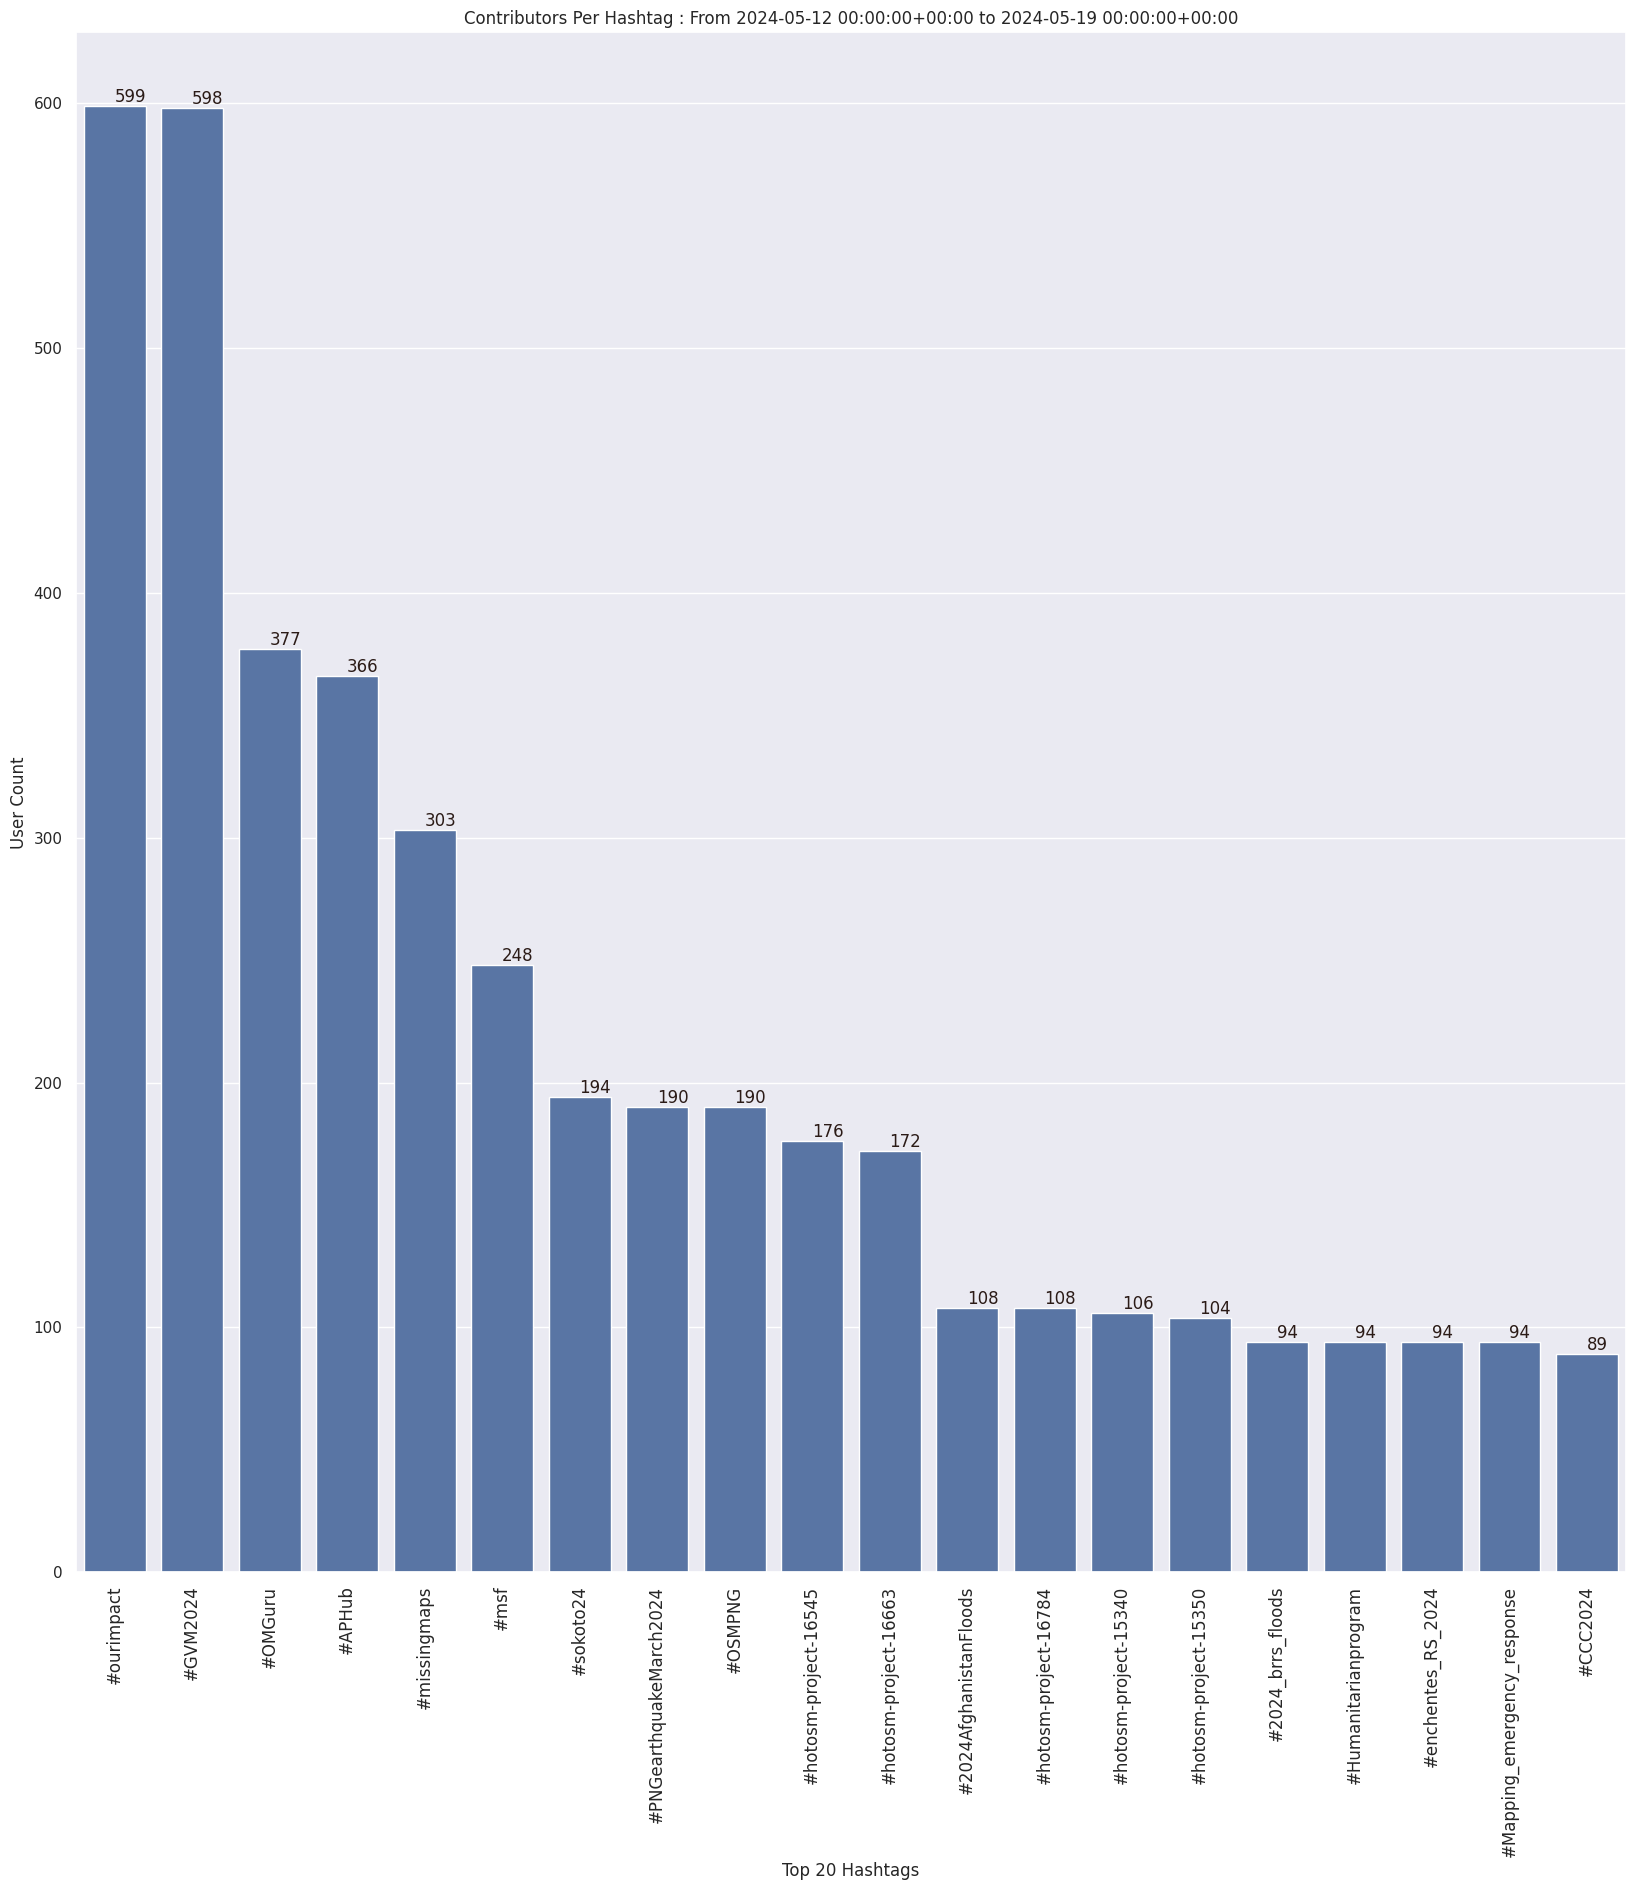 Contributors Per Hashtag : From 2024-05-12 00:00:00+00:00 to 2024-05-19 00:00:00+00:00
User Count
600
500
400
300
200
100
0
599
598
377
366
303
248
194
190
190
176
172
108
108
106
104
94
94
94
94
89
#ourimpact
#GVM2024
#OMGuru
#APHub
#missingmaps
#msf
#sokoto24
#PNGearthquakeMarch2024
#OSMPNG
#hotosm-project-16545
#hotosm-project-16663
#2024AfghanistanFloods
#hotosm-project-16784
#hotosm-project-15340
#hotosm-project-15350
#2024_brrs_floods
#Humanitarianprogram
#enchentes_RS_2024
#Mapping_emergency_response
#CCC2024
Top 20 Hashtags